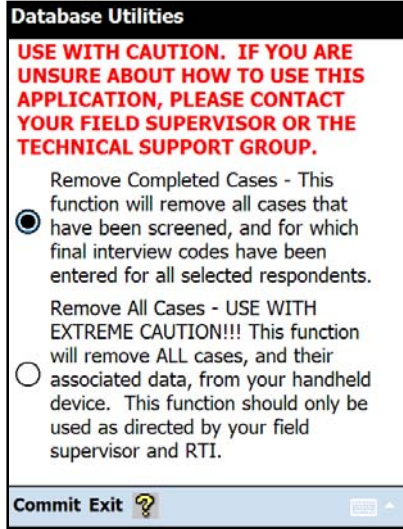 Database Utilities
USE WITH CAUTION. IF YOU ARE
UNSURE ABOUT HOW TO USE THIS
APPLICATION, PLEASE CONTACT
YOUR FIELD SUPERVISOR OR THE
TECHNICAL SUPPORT GROUP.
Remove Completed Cases - This
function will remove all cases that
have been screened, and for which
final interview codes have been
entered for all selected respondents.
Remove All Cases - USE WITH
EXTREME CAUTION!!! This function
will remove ALL cases, and their
associated data, from your handheld
device. This function should only be
used as directed by your field
supervisor and RTI.
Commit Exit ?